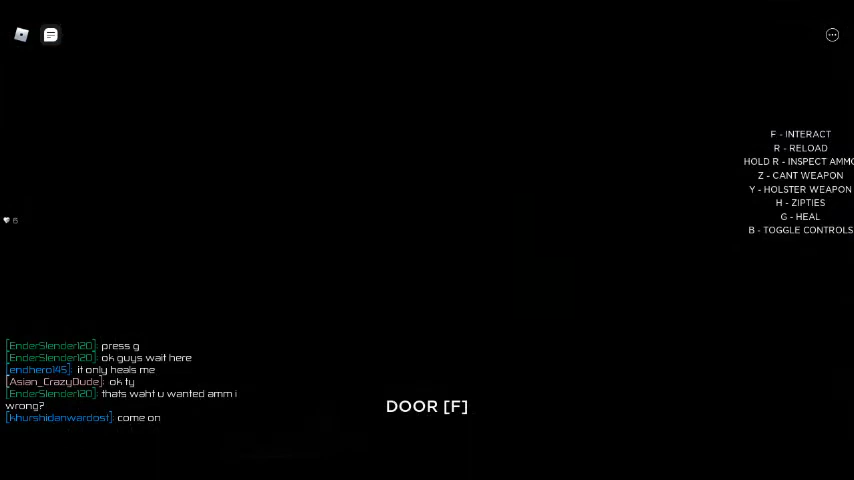 F - INTERACT
R - RELOAD
HOLD R - INSPECT AMMO
Z - CANT WEAPON
Y - HOLSTER WEAPON
H - ZIPTIES
G - HEAL
B - TOGGLE CONTROLS
6
[EnderSlender120]: press g
[EnderSlender120]: ok guys wait here
[endhero145]: it only heals me
[Asian_CrazyDude]: ok ty
[EnderSlender120]: thats waht u wanted amm i
wrong?
[khurshidanwardost]: come on
DOOR [F]